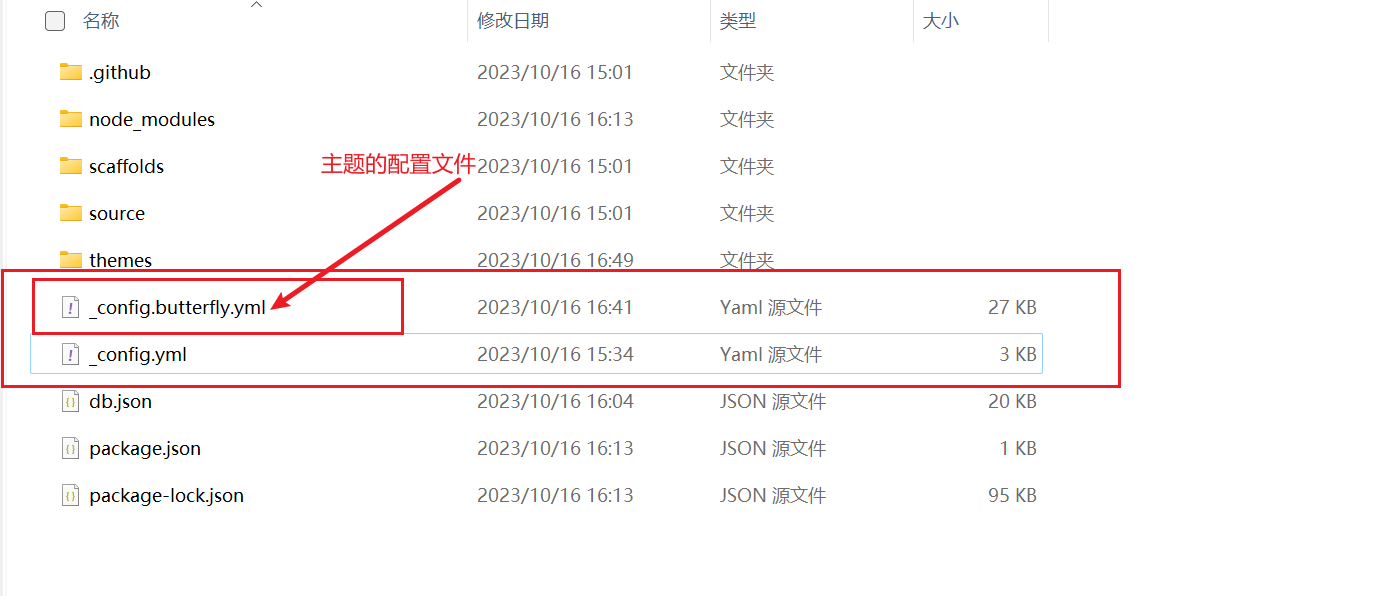 名称 修改日期 类型 大小
.github 2023/10/16 15:01 文件夹
node_modules 2023/10/16 16:13 文件夹
主题的配置文件
scaffolds 2023/10/16 15:01 文件夹
source 2023/10/16 15:01 文件夹
themes 2023/10/16 16:49 文件夹
_config.butterfly.yml 2023/10/16 16:41 Yaml 源文件 27 KB
_config.yml 2023/10/16 15:34 Yaml 源文件 3 KB
db.json 2023/10/16 16:04 JSON 源文件 20 KB
package.json 2023/10/16 16:13 JSON 源文件 1 KB
package-lock.json 2023/10/16 16:13 JSON 源文件 95 KB